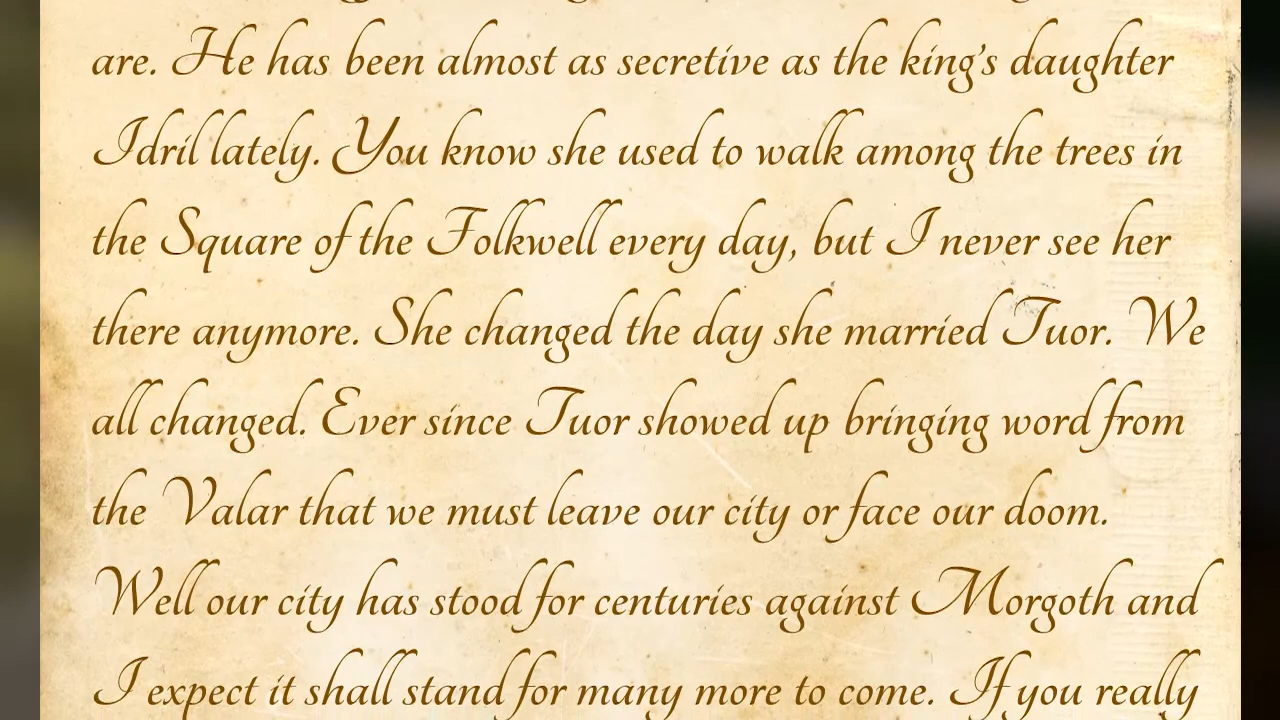 are. He has been almost as secretive as the king's daughter
Idril lately. You know she used to walk among the trees in
the Square of the Folkwell every day, but I never see her
there anymore. She changed the day she married Tuor. We
all changed. Ever since Tuor showed up bringing word from
the Valar that we must leave our city or face our doom.
Well our city has stood for centuries against Morgoth and
I expect it shall stand for many more to come. If you really